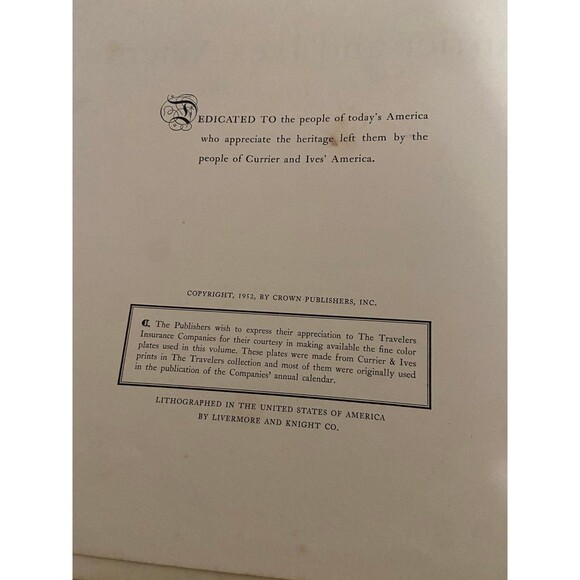 DEDICATED TO the people of today's America
who appreciate the heritage left them by the
people of Currier and Ives' America.
COPYRIGHT, 1952, BY CROWN PUBLISHERS, INC.
The Publishers wish to express their appreciation to The Travelers
Insurance Companies for their courtesy in making available the fine color
plates used in this volume. These plates were made from Currier & Ives
prints in The Travelers collection and most of them were originally used
in the publication of the Companies' annual calendar.
LITHOGRAPHED IN THE UNITED STATES OF AMERICA
BY LIVERMORE AND KNIGHT CO.